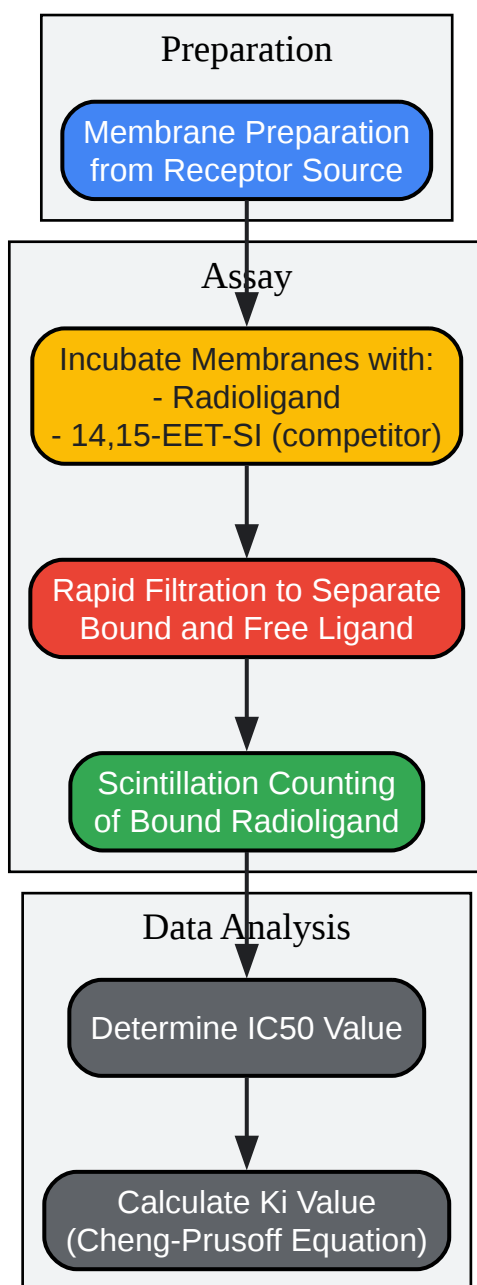 Preparation
Membrane Preparation
from Receptor Source
Assay
Incubate Membranes with:
- Radioligand
- 14,15-EET-SI (competitor)
Rapid Filtration to Separate
Bound and Free Ligand
Scintillation Counting
of Bound Radioligand
Data Analysis
Determine IC50 Value
Calculate Ki Value
(Cheng-Prusoff Equation)